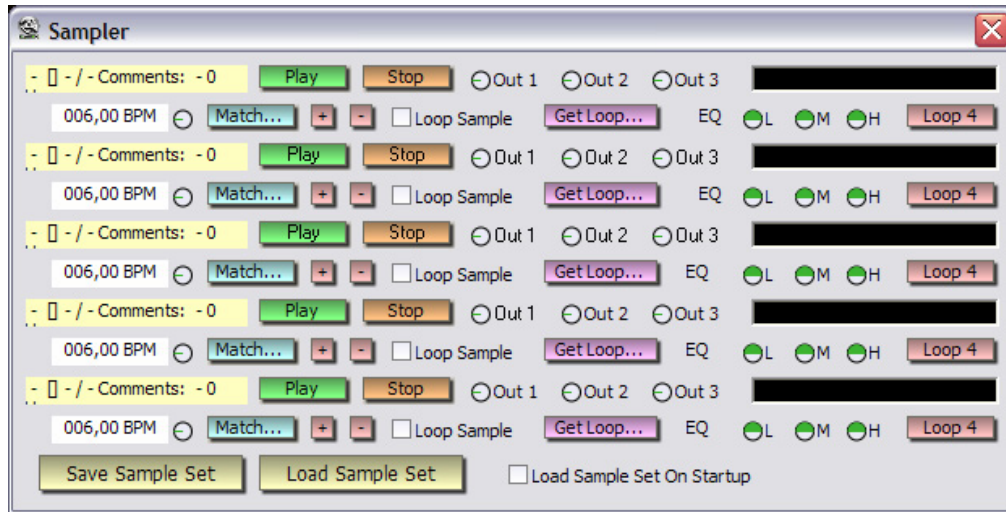 Sampler
- [] - / - Comments: - 0 Play Stop Out 1 Out 2 Out 3
006,00 BPM Match... + - Loop Sample Get Loop... EQ L M H Loop 4
- [] - / - Comments: - 0 Play Stop Out 1 Out 2 Out 3
006,00 BPM Match... + - Loop Sample Get Loop... EQ L M H Loop 4
- [] - / - Comments: - 0 Play Stop Out 1 Out 2 Out 3
006,00 BPM Match... + - Loop Sample Get Loop... EQ L M H Loop 4
- [] - / - Comments: - 0 Play Stop Out 1 Out 2 Out 3
006,00 BPM Match... + - Loop Sample Get Loop... EQ L M H Loop 4
- [] - / - Comments: - 0 Play Stop Out 1 Out 2 Out 3
006,00 BPM Match... + - Loop Sample Get Loop... EQ L M H Loop 4
Save Sample Set Load Sample Set Load Sample Set On Startup